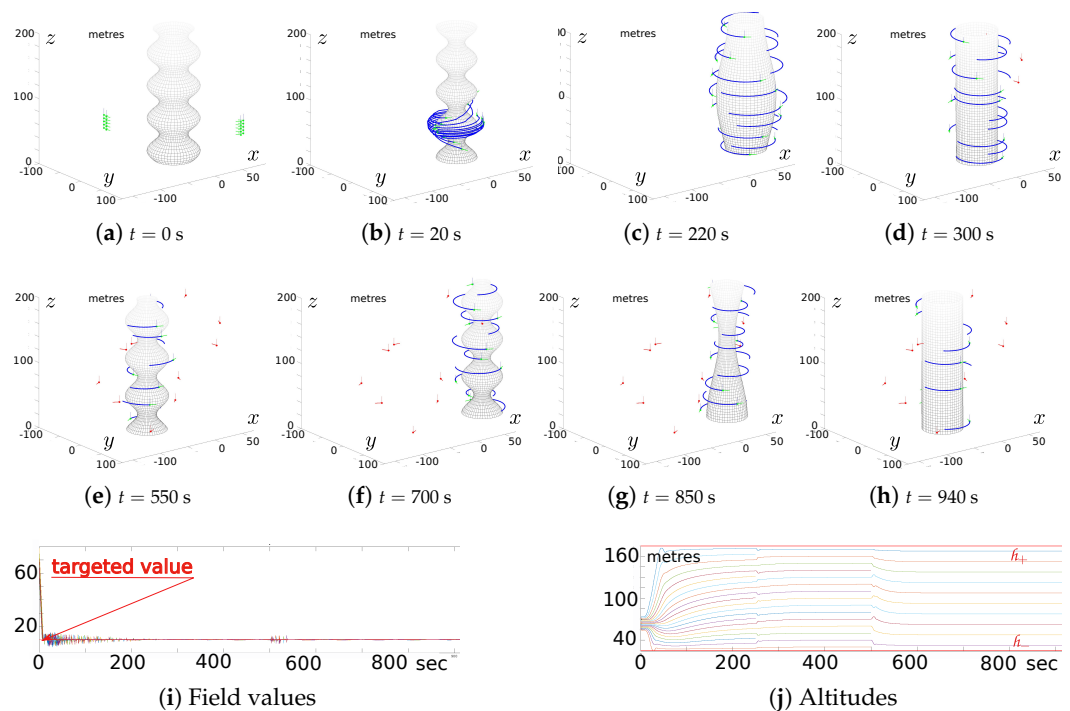 z metres 200 100 0 -100 0 100 y -100 0 50 x
z metres 200 100 0 -100 0 100 y -100 0 50 x
z metres 20 100 0 -100 0 100 y -100 0 50 x
z metres 200 100 0 -100 0 100 y -100 0 50 x
(a) t = 0 s
(b) t = 20 s
(c) t = 220 s
(d) t = 300 s
z metres 200 100 0 -100 0 100 y -100 0 50 x
z metres 200 100 0 -100 0 100 y -100 0 50 x
z metres 200 100 0 -100 0 100 y -100 0 50 x
z metres 200 100 0 -100 0 100 y -100 0 50 x
(e) t = 550 s
(f) t = 700 s
(g) t = 850 s
(h) t = 940 s
targeted value
60
20
0 200 400 600 800 sec
(i) Field values
metres
160
100
40
h+
h−
0 200 400 600 800 sec
(j) Altitudes